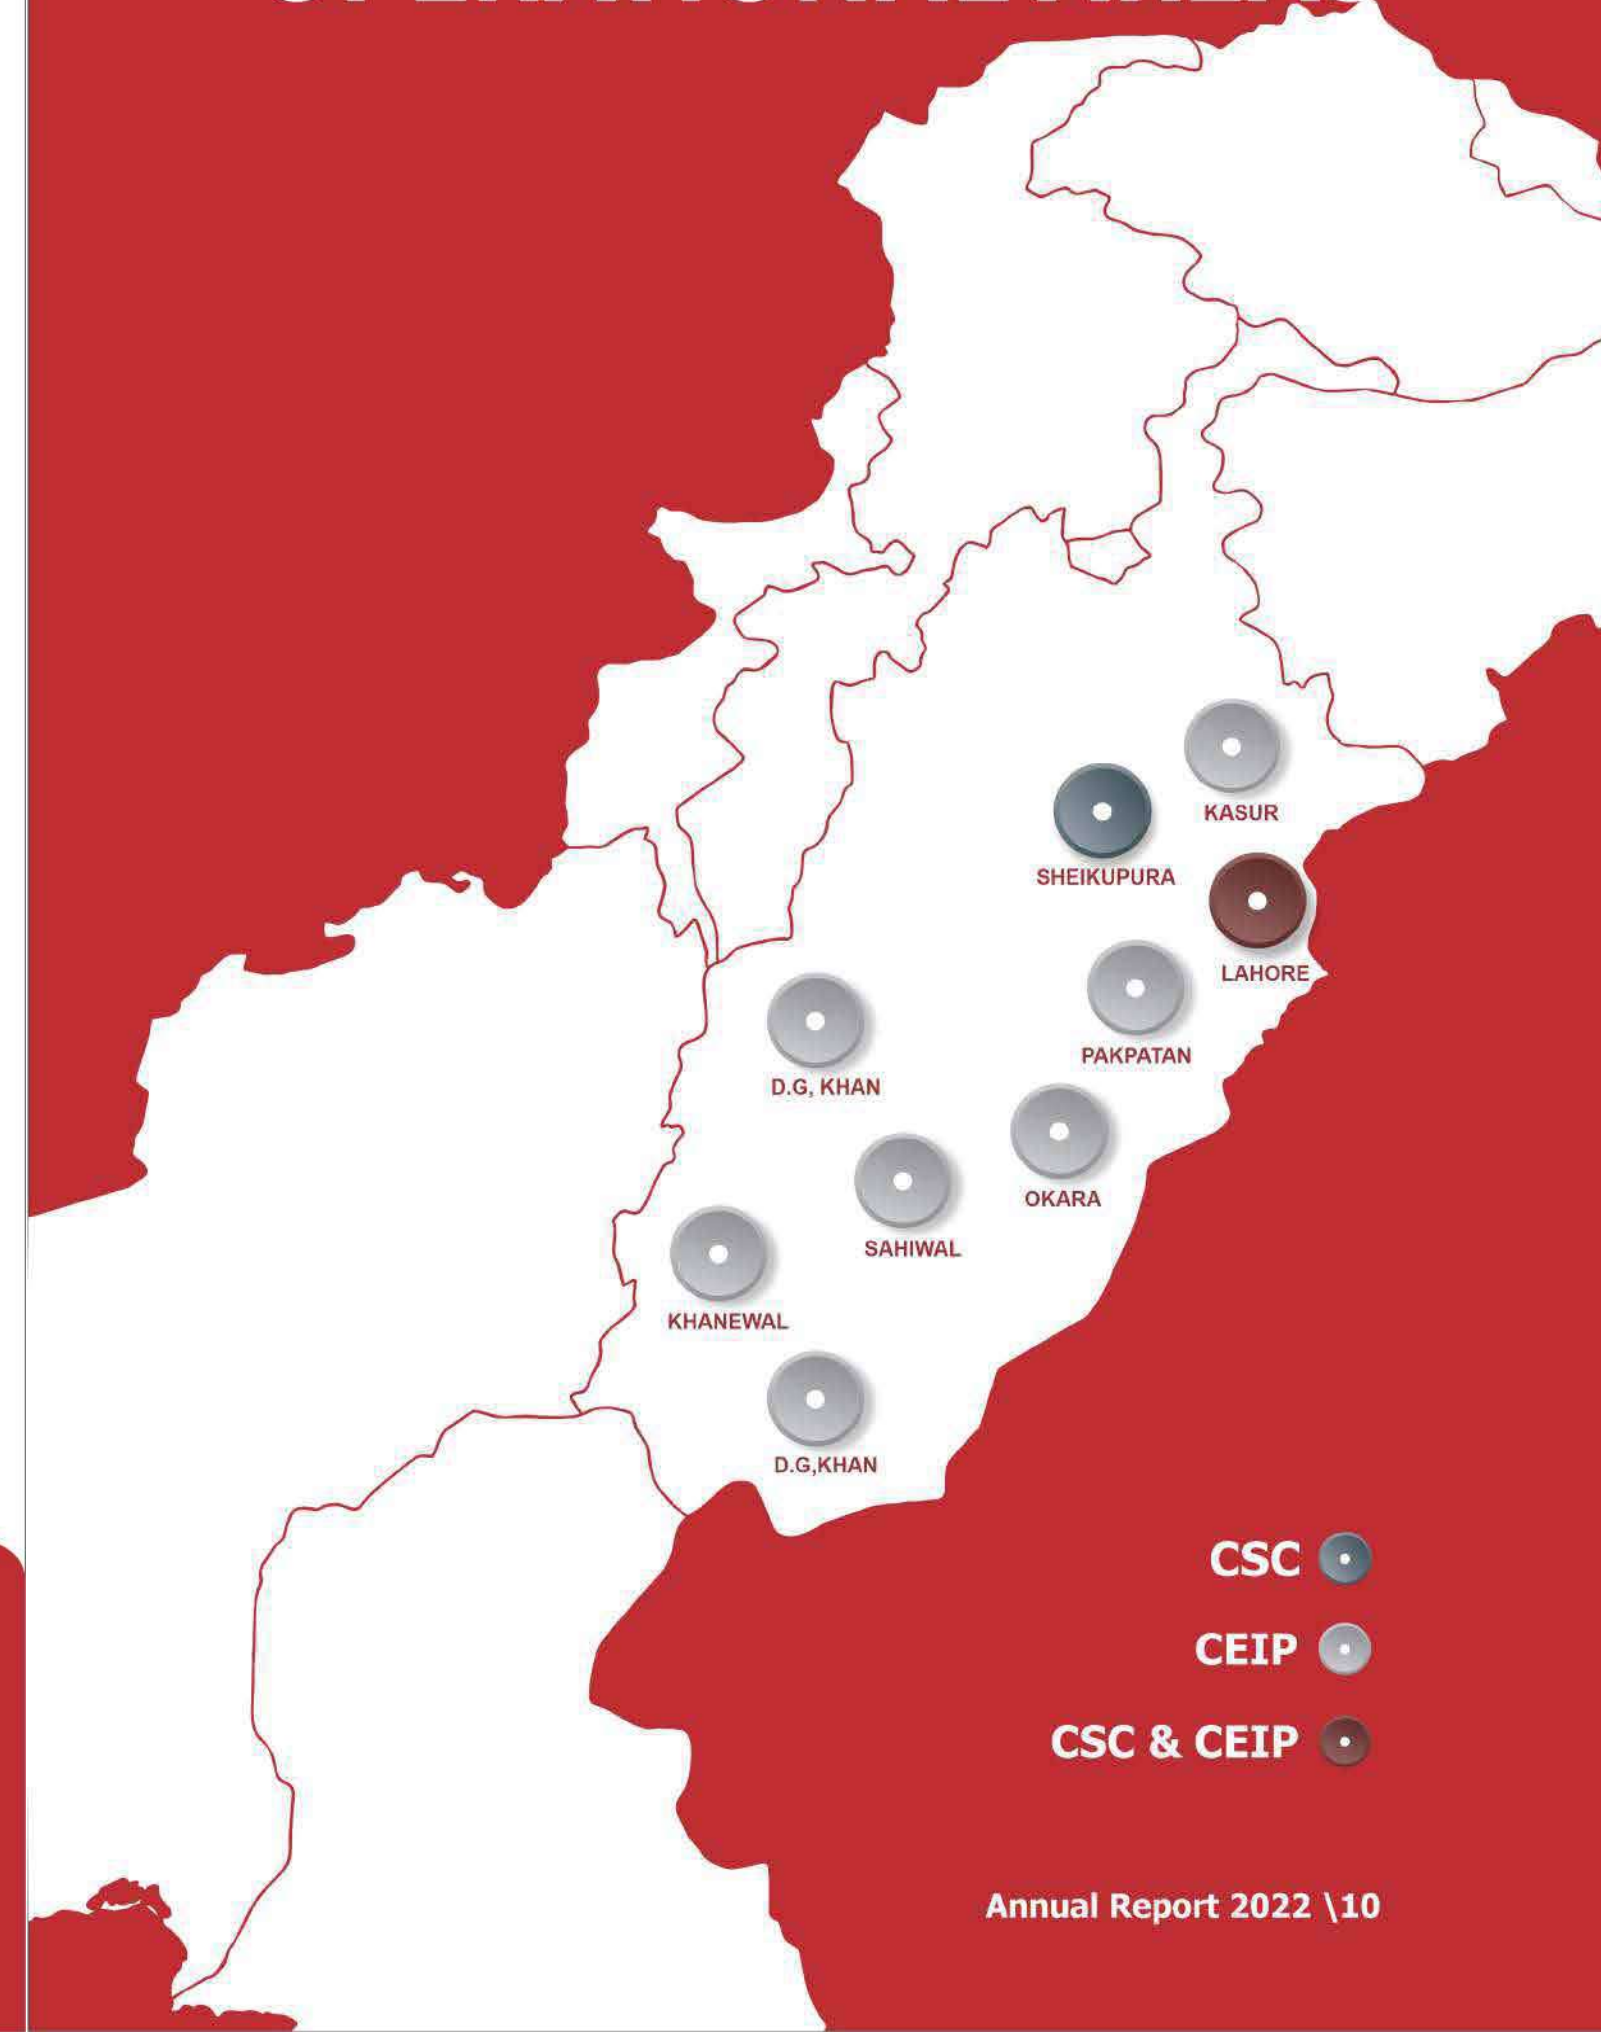 KASUR
SHEIKUPURA
LAHORE
PAKPATAN
D.G, KHAN
OKARA
SAHIWAL
KHANEWAL
D.G,KHAN
CSC
CEIP
CSC & CEIP
Annual Report 2022 \10